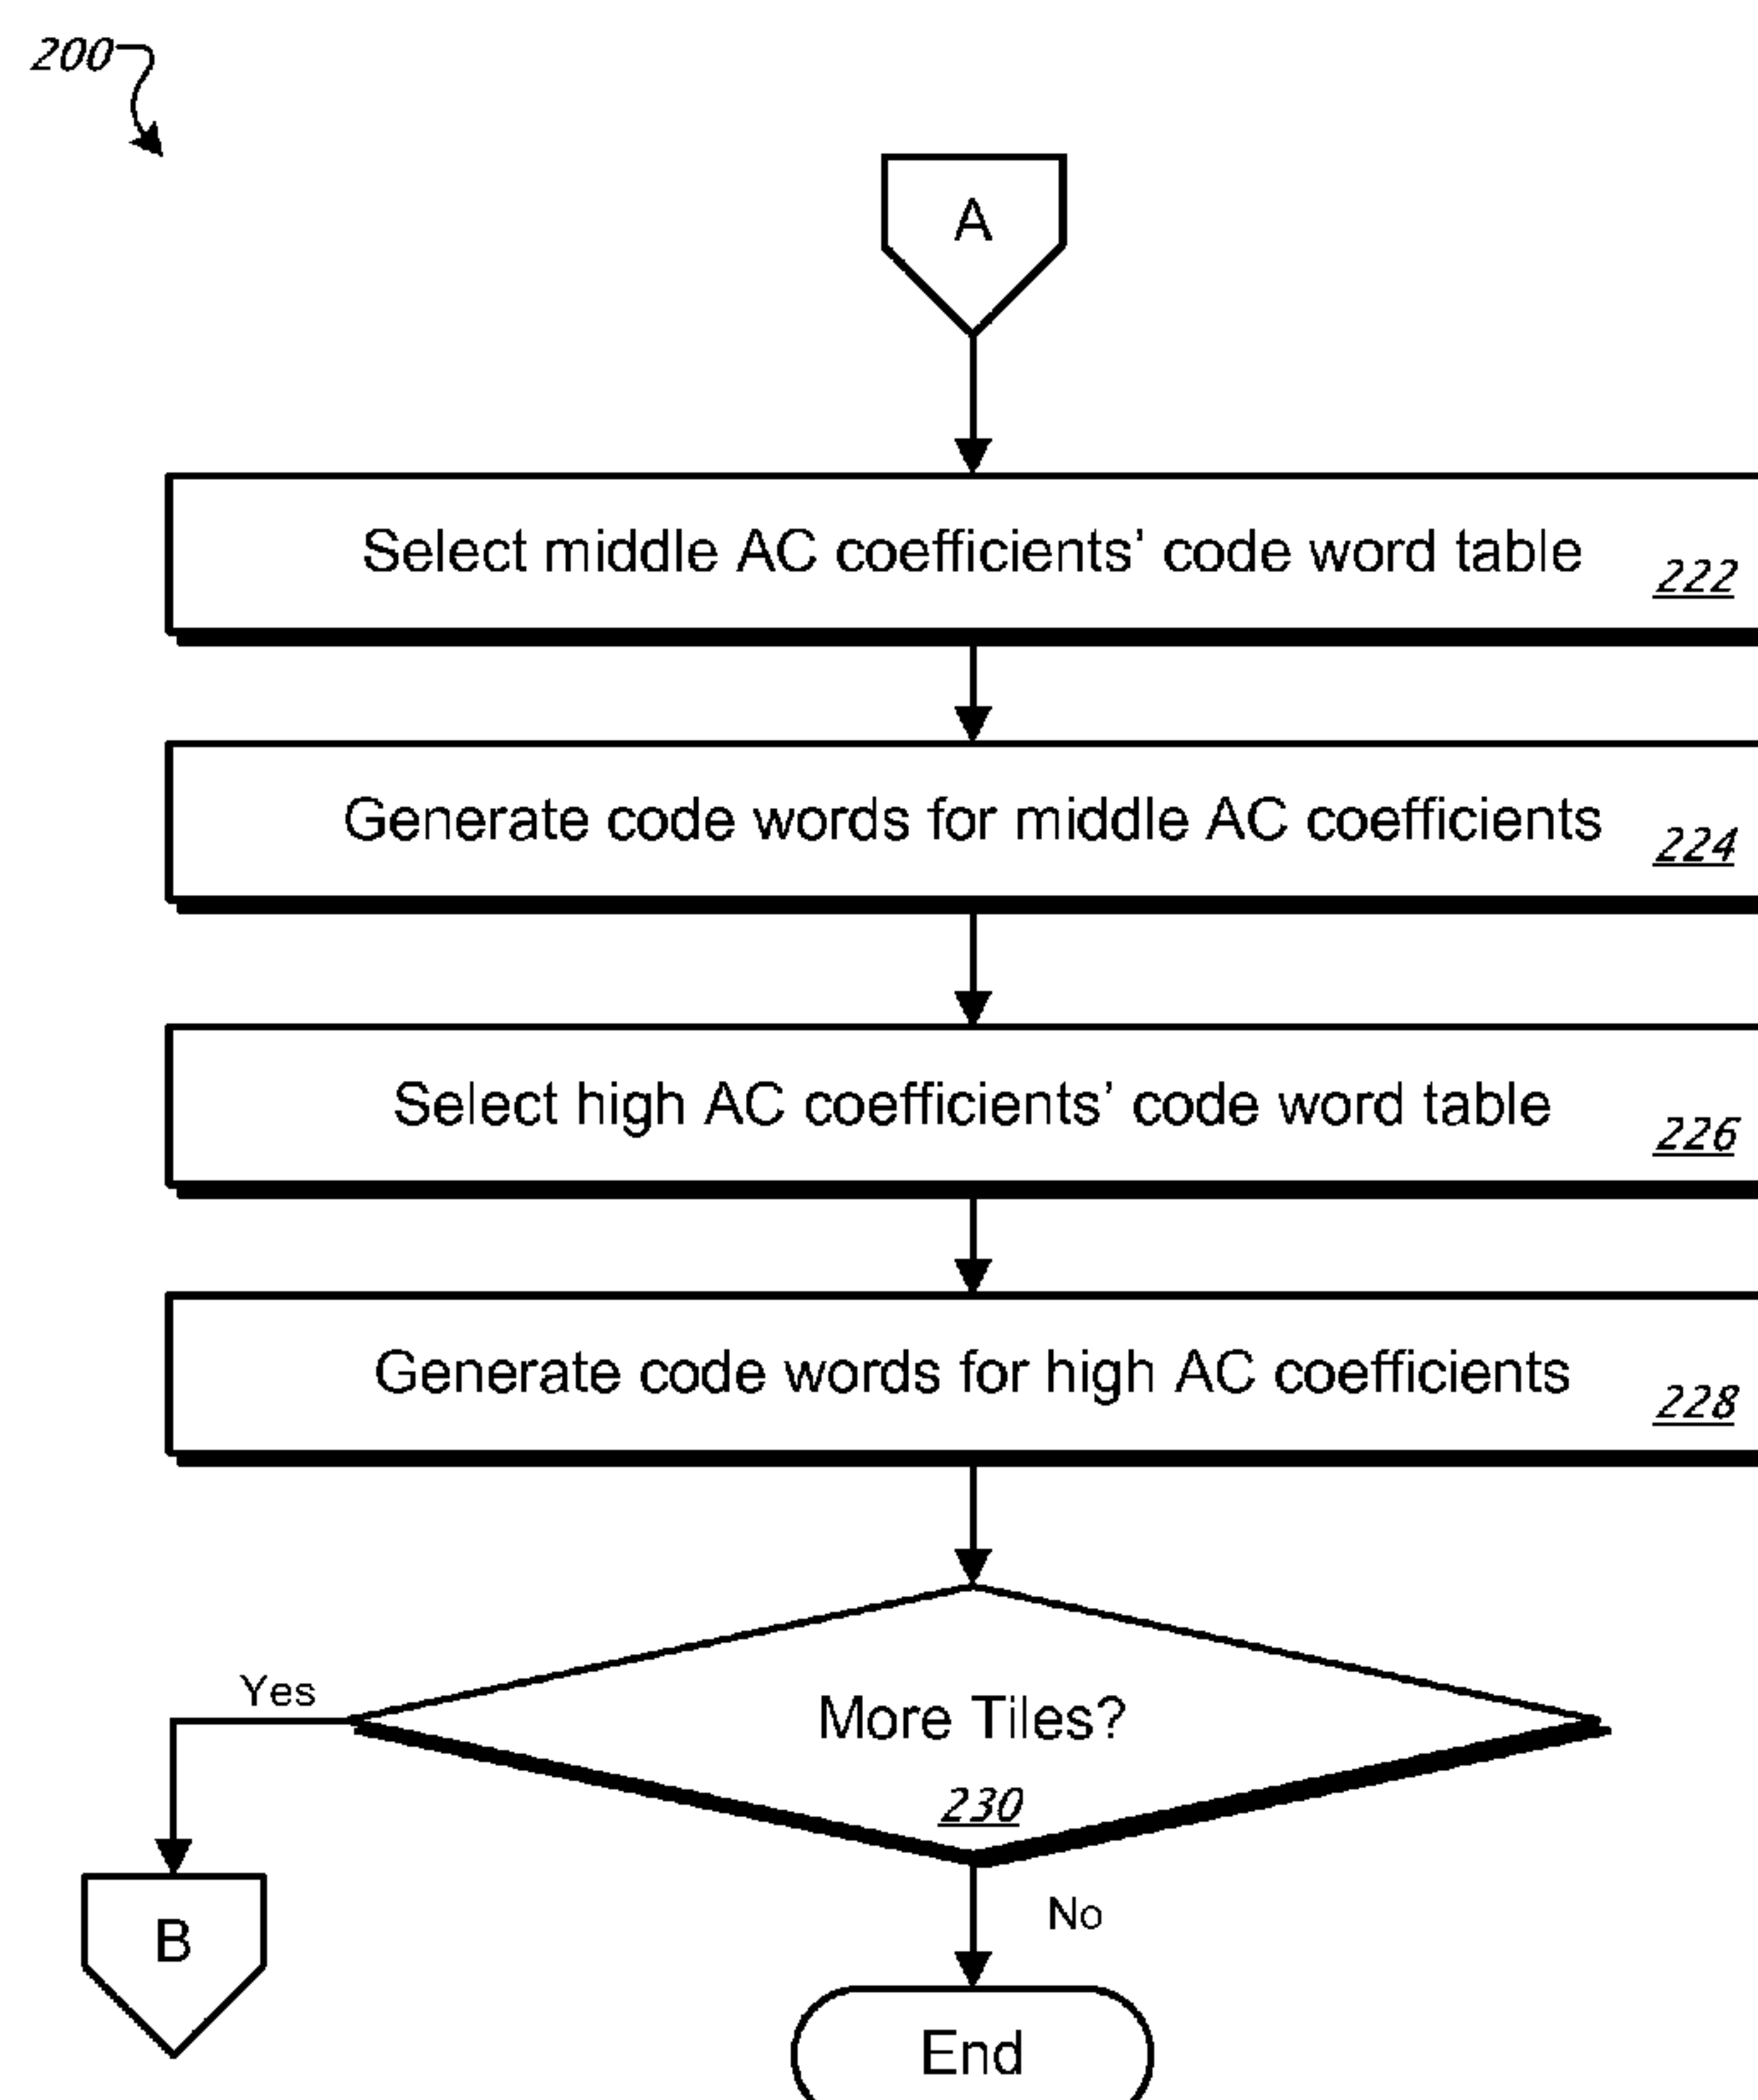 200
A
Select middle AC coefficients’ code word table
222
Generate code words for middle AC coefficients
224
Select high AC coefficients’ code word table
226
Generate code words for high AC coefficients
228
Yes
More Tiles?
230
No
B
End